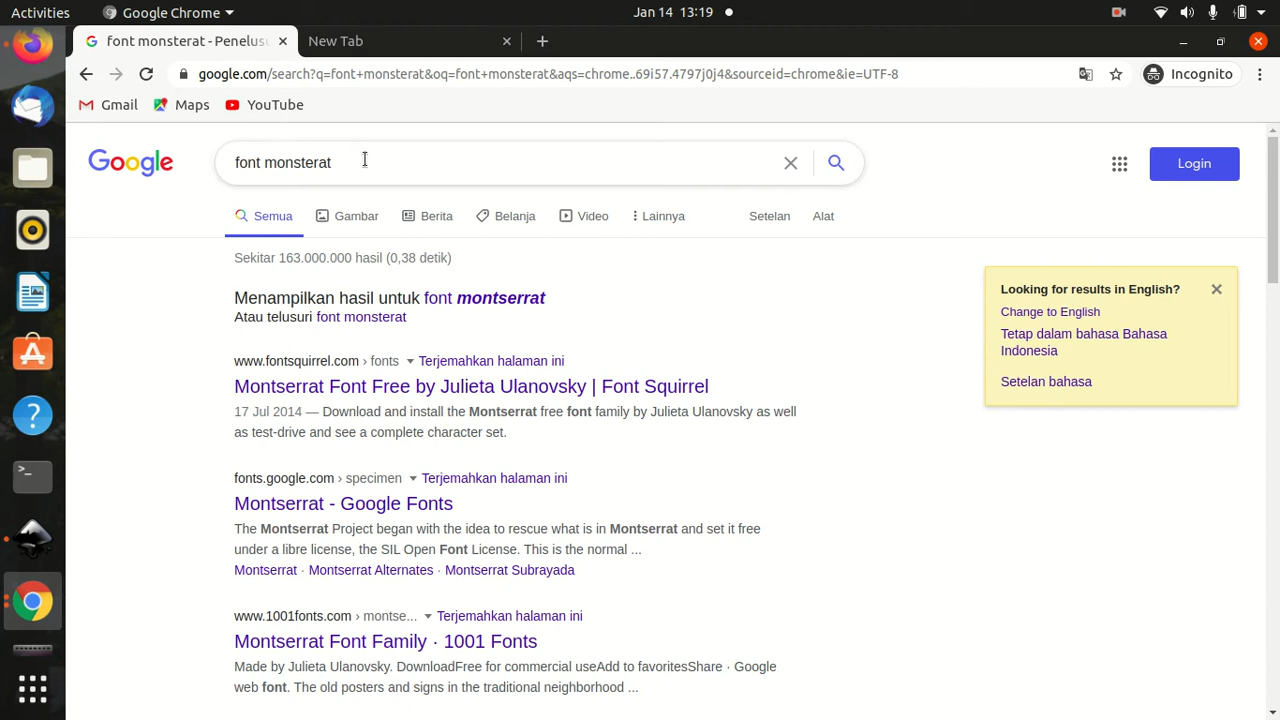 Activities
Google Chrome
Jan 14 13:19
font monsterat - Penelusu
New Tab
google.com/search?q=font+monsterat&oq=font+monsterat&aqs=chrome..69i57.4797j0j4&sourceid=chrome&ie=UTF-8
Incognito
Gmail
Maps
YouTube
Google
font monsterat
Login
Semua
Gambar
Berita
Belanja
Video
Lainnya
Setelan
Alat
Sekitar 163.000.000 hasil (0,38 detik)
Menampilkan hasil untuk font montserrat
Atau telusuri font monsterat
www.fontsquirrel.com › fonts Terjemahkan halaman ini
Montserrat Font Free by Julieta Ulanovsky | Font Squirrel
17 Jul 2014 — Download and install the Montserrat free font family by Julieta Ulanovsky as well
as test-drive and see a complete character set.
fonts.google.com › specimen Terjemahkan halaman ini
Montserrat - Google Fonts
The Montserrat Project began with the idea to rescue what is in Montserrat and set it free
under a libre license, the SIL Open Font License. This is the normal ...
Montserrat · Montserrat Alternates · Montserrat Subrayada
www.1001fonts.com › montse... Terjemahkan halaman ini
Montserrat Font Family · 1001 Fonts
Made by Julieta Ulanovsky. DownloadFree for commercial useAdd to favoritesShare · Google
web font. The old posters and signs in the traditional neighborhood ...
Looking for results in English?
Change to English
Tetap dalam bahasa Bahasa
Indonesia
Setelan bahasa